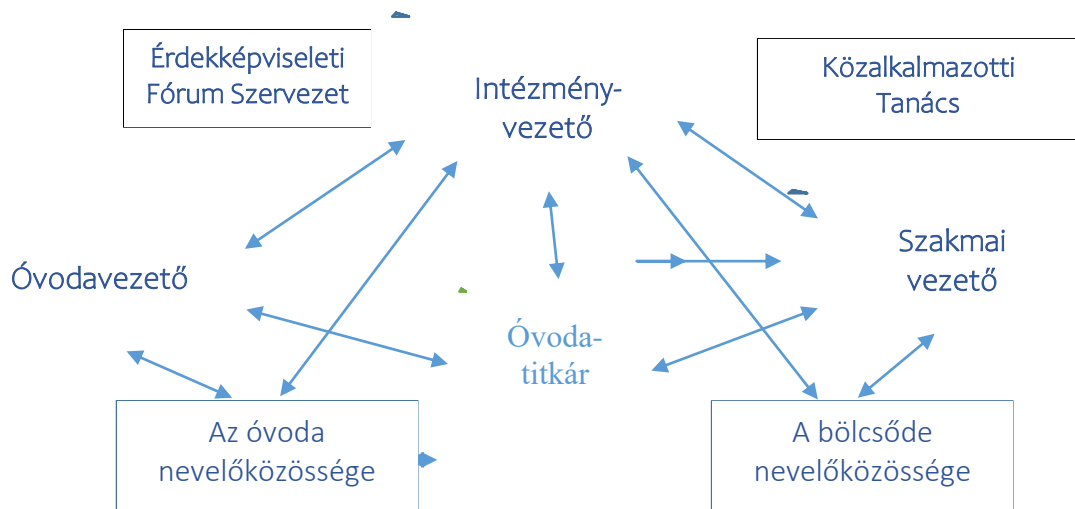 Érdekképviseleti
Fórum Szervezet
Intézmény-
vezető
Közalkalmazotti
Tanács
Óvodavezető
Szakmai
vezető
Óvoda-
titkár
Az óvoda
nevelőközössége
A bölcsőde
nevelőközössége